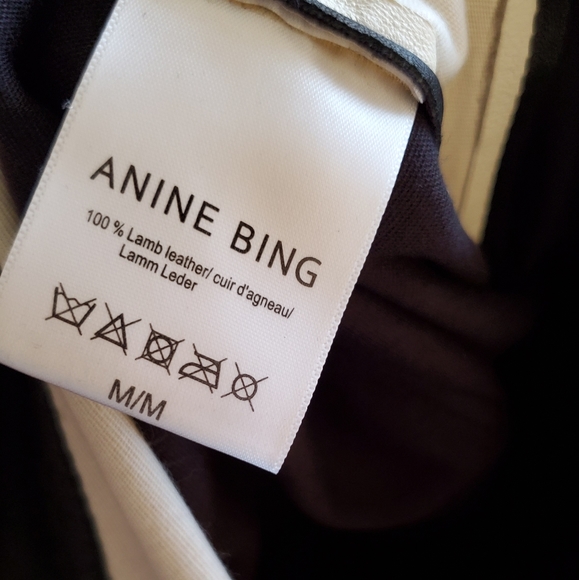 ANINE BING
100 % Lamb leather/ cuir d'agneau/
Lamm Leder
M/M